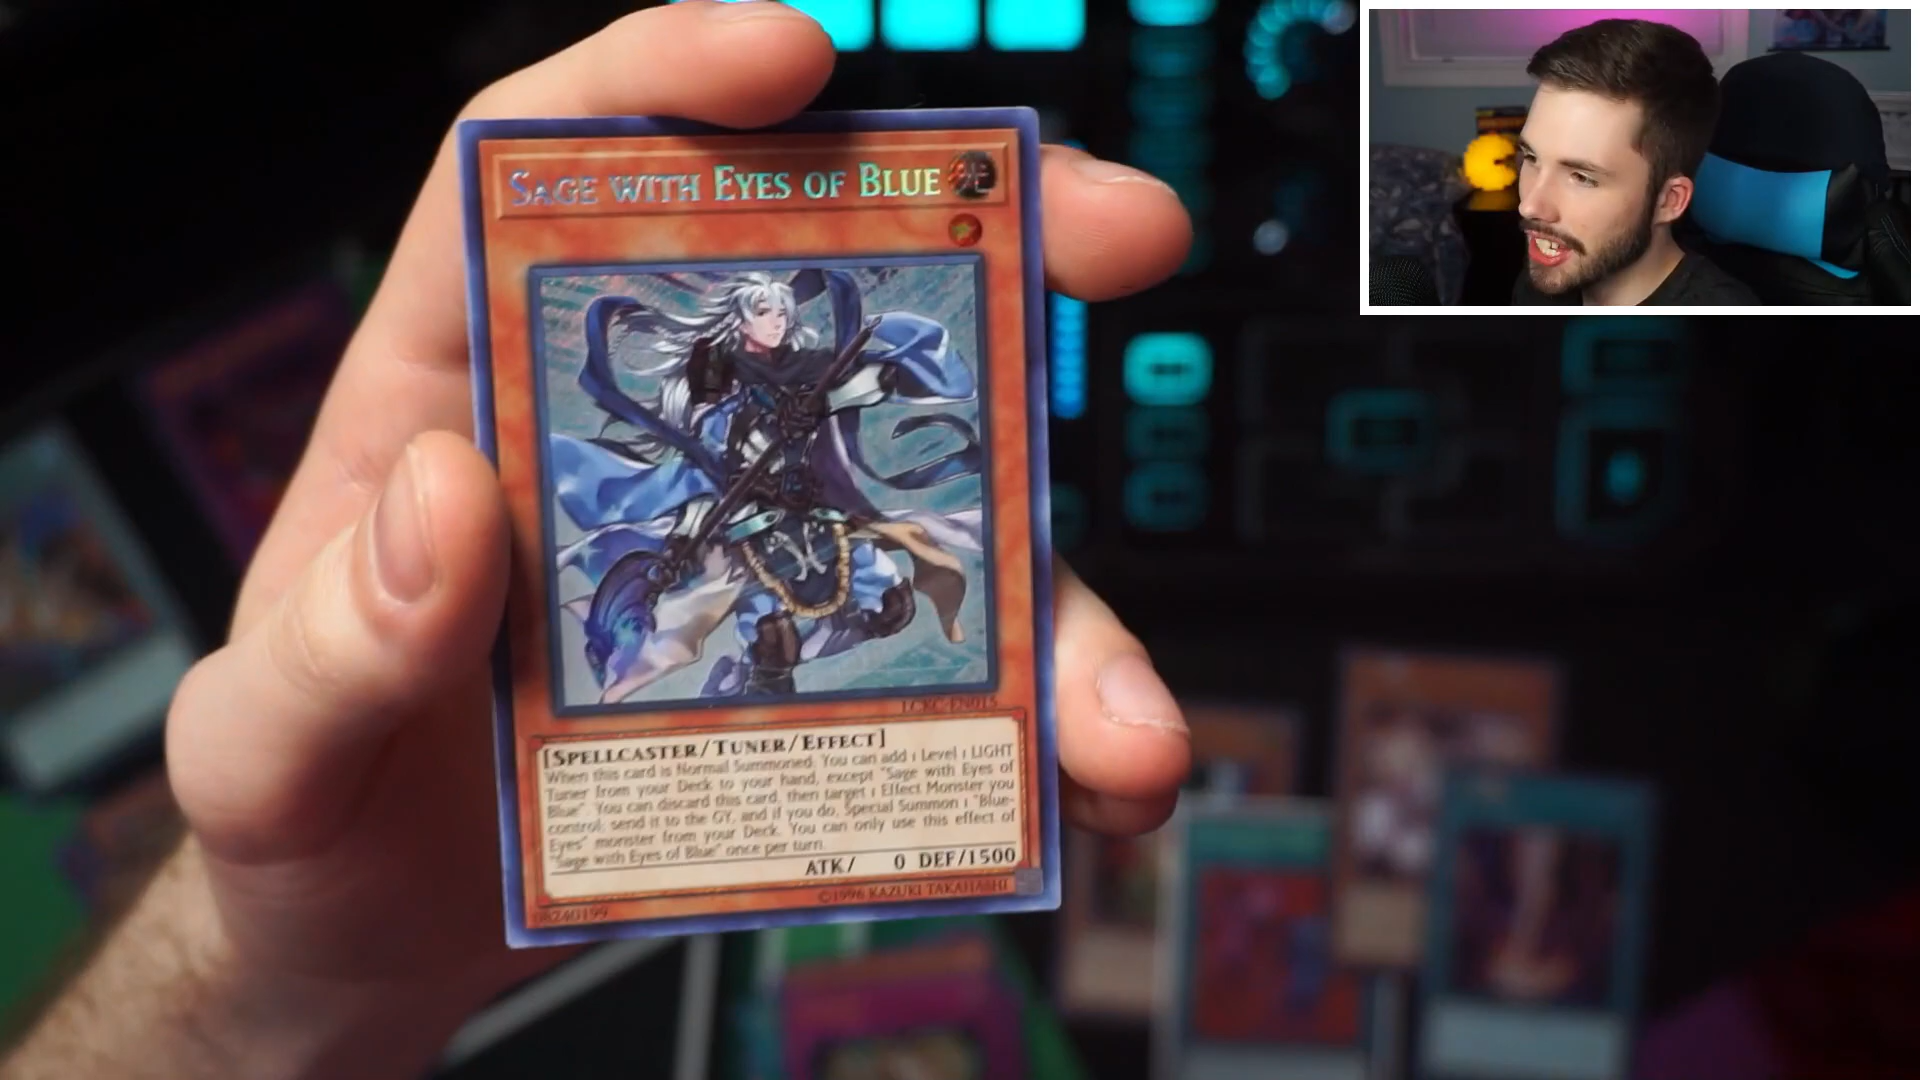 SAGE WITH EYES OF BLUE
LCKC-EN015
[SPELLCASTER/TUNER/EFFECT]
When this card is Normal Summoned: You can add 1 Level 1 LIGHT
Tuner from your Deck to your hand, except "Sage with Eyes of
Blue". You can discard this card, then target 1 Effect Monster you
control; send it to the GY, and if you do, Special Summon 1 "Blue-
Eyes" monster from your Deck. You can only use this effect of
"Sage with Eyes of Blue" once per turn.
ATK/ 0 DEF/1500
08240199
©1996 KAZUKI TAKAHASHI